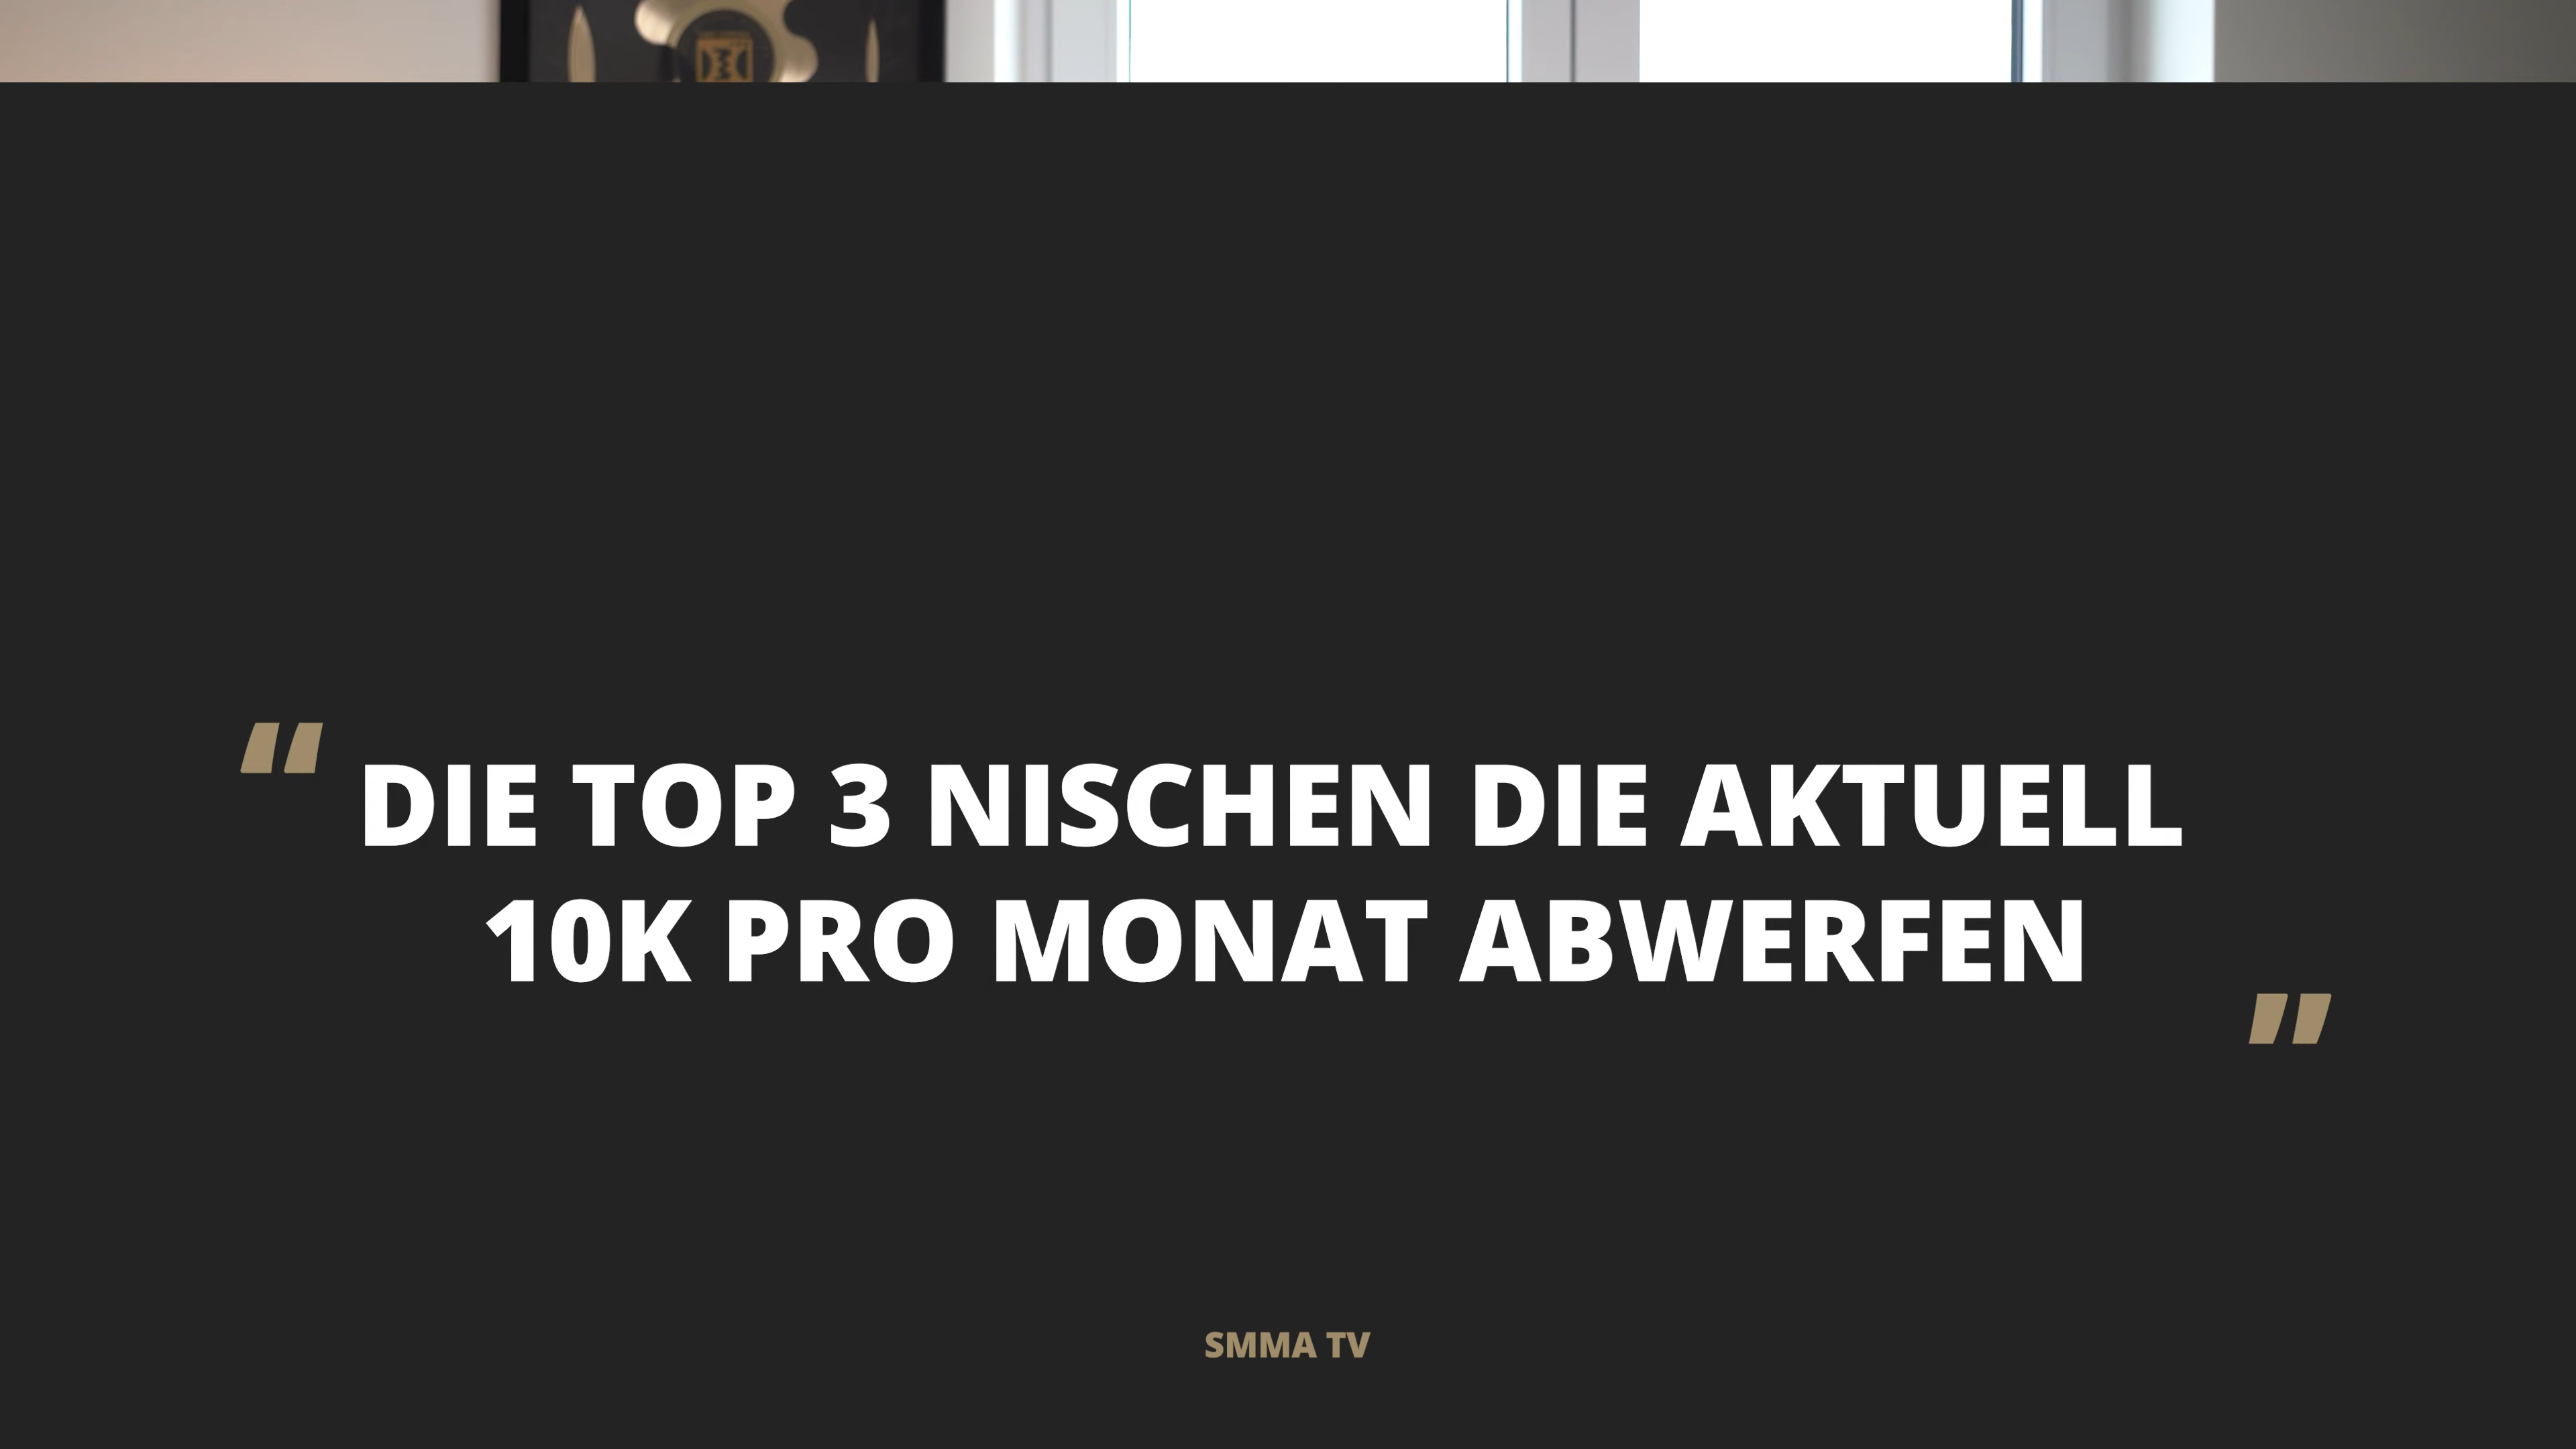 “ DIE TOP 3 NISCHEN DIE AKTUELL
10K PRO MONAT ABWERFEN ”
SMMA TV